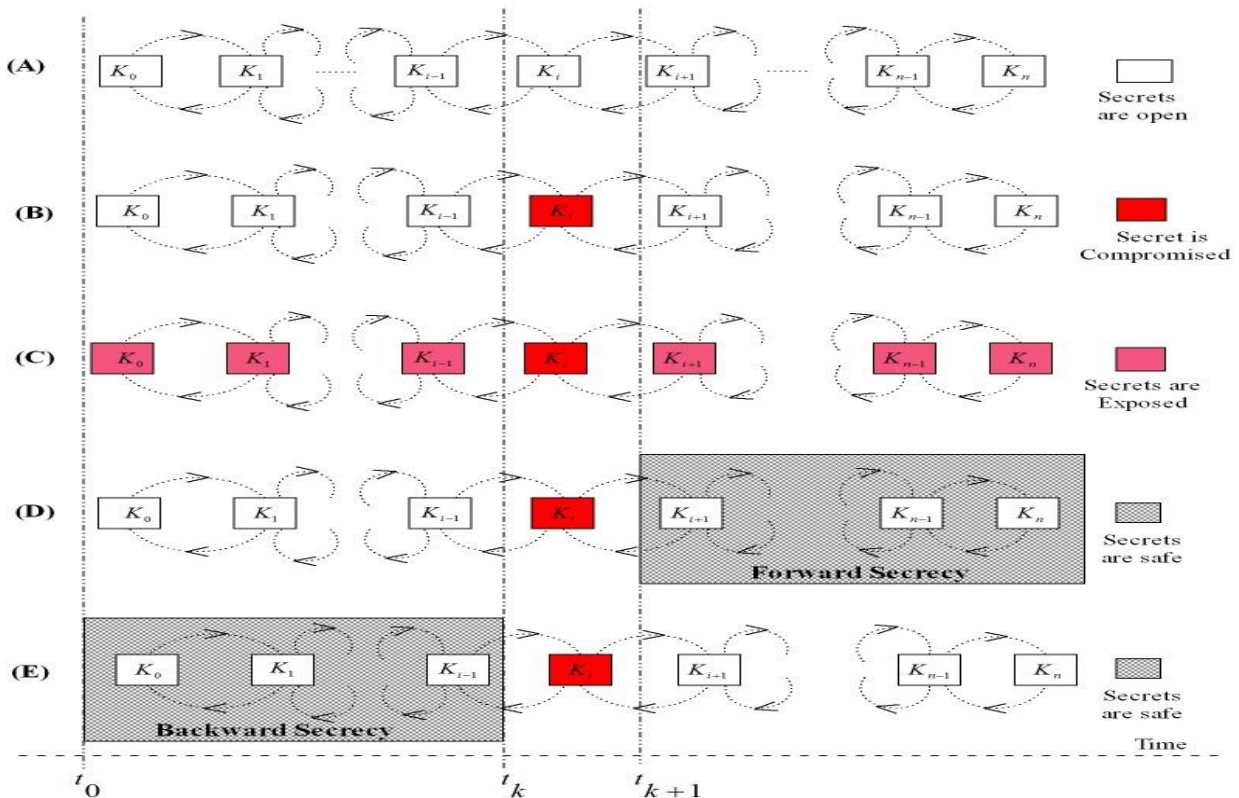 (A) K₀ K₁ ...... Kᵢ₋₁ Kᵢ Kᵢ₊₁ ...... Kₙ₋₁ Kₙ
Secrets
are open
(B) K₀ K₁ Kᵢ₋₁ Kᵢ Kᵢ₊₁ Kₙ₋₁ Kₙ
Secret is
Compromised
(C) K₀ K₁ Kᵢ₋₁ Kᵢ Kᵢ₊₁ Kₙ₋₁ Kₙ
Secrets are
Exposed
(D) K₀ K₁ Kᵢ₋₁ Kᵢ Kᵢ₊₁ Kₙ₋₁ Kₙ
Secrets
are safe
Forward Secrecy
(E) K₀ K₁ Kᵢ₋₁ Kᵢ Kᵢ₊₁ Kₙ₋₁ Kₙ
Secrets
are safe
Backward Secrecy
Time
t₀ tₖ tₖ₊₁